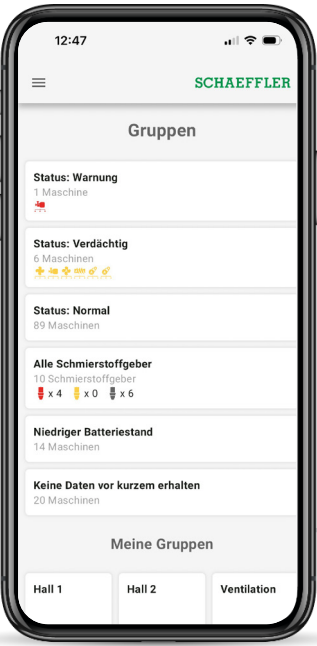 12:47
SCHAEFFLER
Gruppen
Status: Warnung
1 Maschine
Status: Verdächtig
6 Maschinen
Status: Normal
89 Maschinen
Alle Schmierstoffgeber
10 Schmierstoffgeber
x 4 x 0 x 6
Niedriger Batteriestand
14 Maschinen
Keine Daten vor kurzem erhalten
20 Maschinen
Meine Gruppen
Hall 1 Hall 2 Ventilation